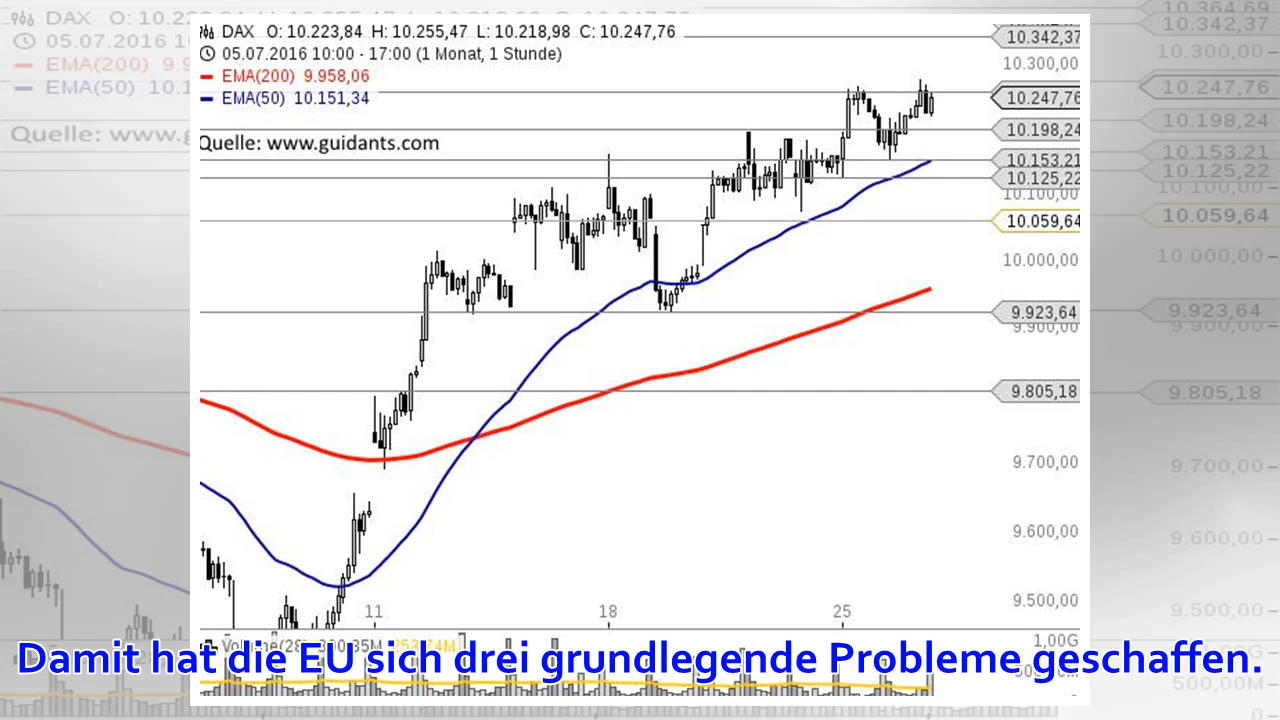 DAX O: 10.223,84 H: 10.255,47 L: 10.218,98 C: 10.247,76
05.07.2016 10:00 - 17:00 (1 Monat, 1 Stunde)
EMA(200) 9.958,06
EMA(50) 10.151,34
Quelle: www.guidants.com
10.342,37
10.300,00
10.247,76
10.198,24
10.153,21
10.125,22
10.100,00
10.059,64
10.000,00
9.923,64
9.900,00
9.805,18
9.700,00
9.600,00
9.500,00
11 18 25
1,00G
Damit hat die EU sich drei grundlegende Probleme geschaffen.